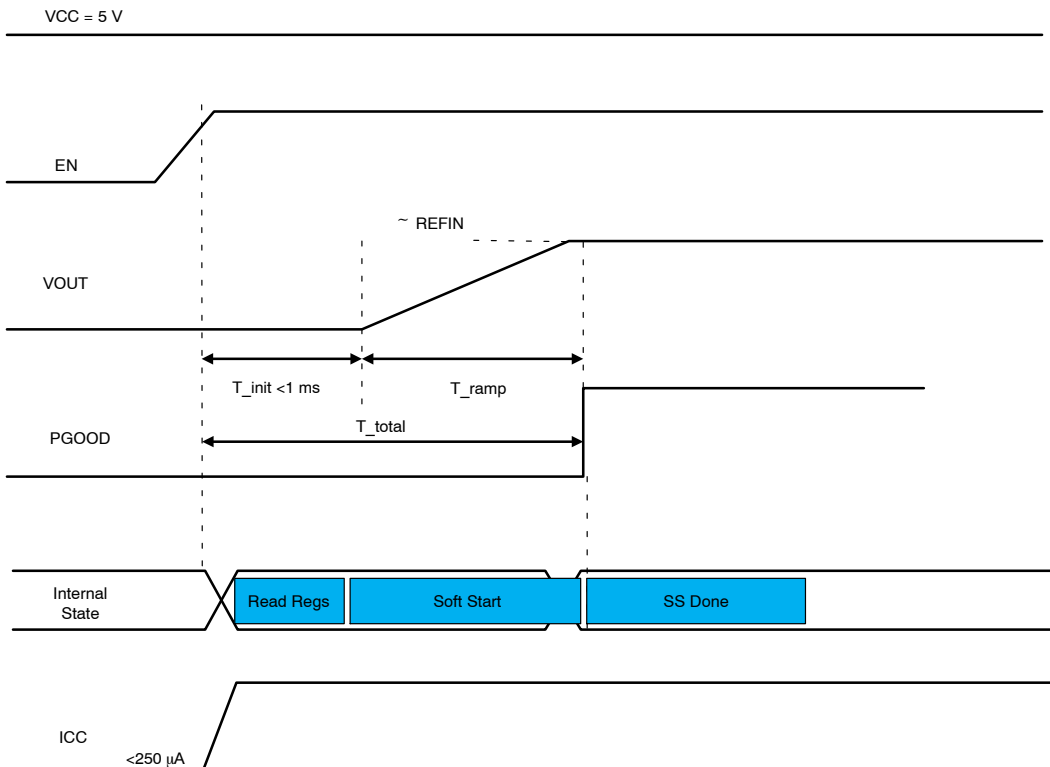 VCC = 5 V
EN
~ REFIN
VOUT
T_init <1 ms
T_ramp
T_total
PGOOD
Internal
State
Read Regs
Soft Start
SS Done
ICC
<250 μA